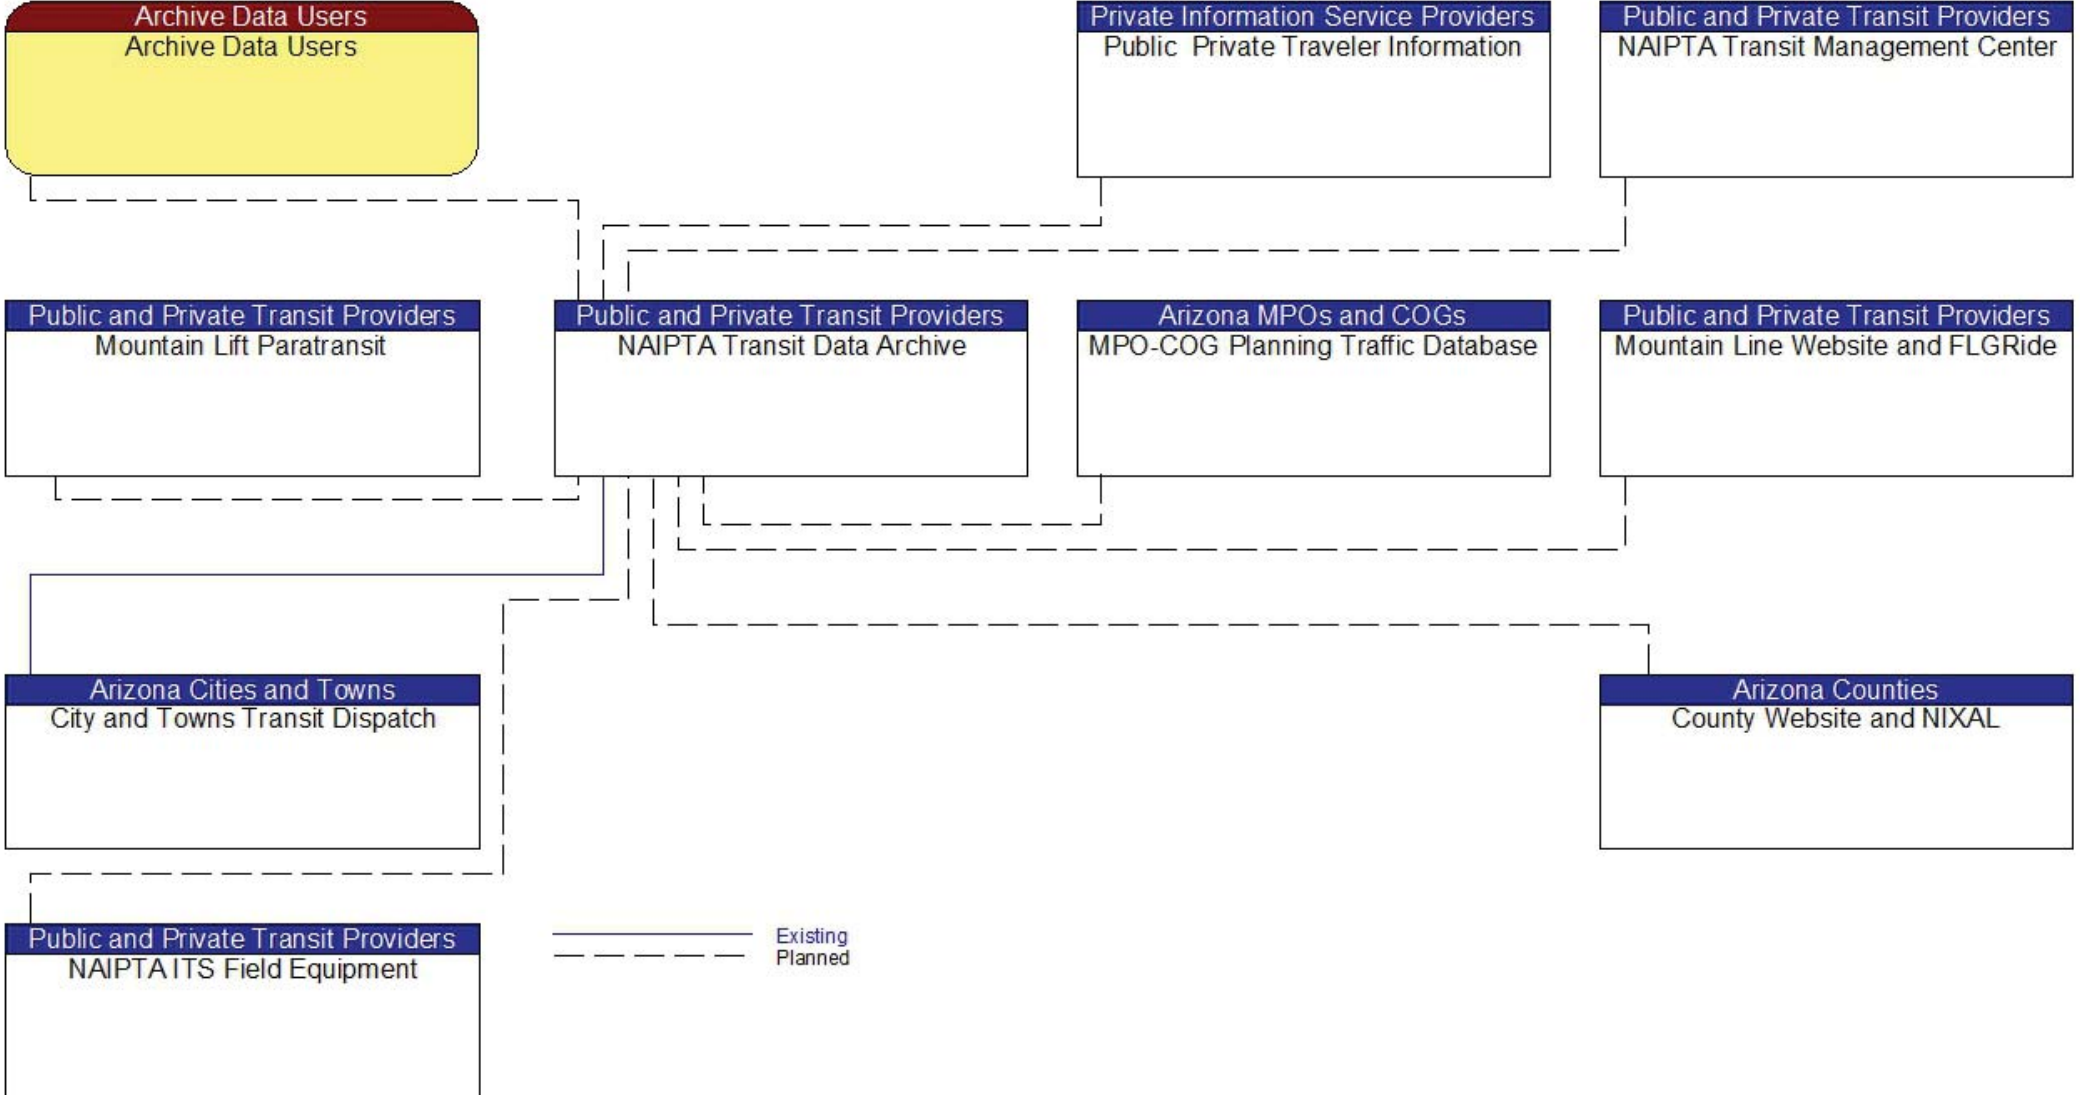 Archive Data Users
Archive Data Users
Private Information Service Providers
Public  Private Traveler Information
Public and Private Transit Providers
NAIPTA Transit Management Center
Public and Private Transit Providers
Mountain Lift Paratransit
Public and Private Transit Providers
NAIPTA Transit Data Archive
Arizona MPOs and COGs
MPO-COG Planning Traffic Database
Public and Private Transit Providers
Mountain Line Website and FLGRide
Arizona Cities and Towns
City and Towns Transit Dispatch
Arizona Counties
County Website and NIXAL
Public and Private Transit Providers
NAIPTA ITS Field Equipment
Existing
Planned